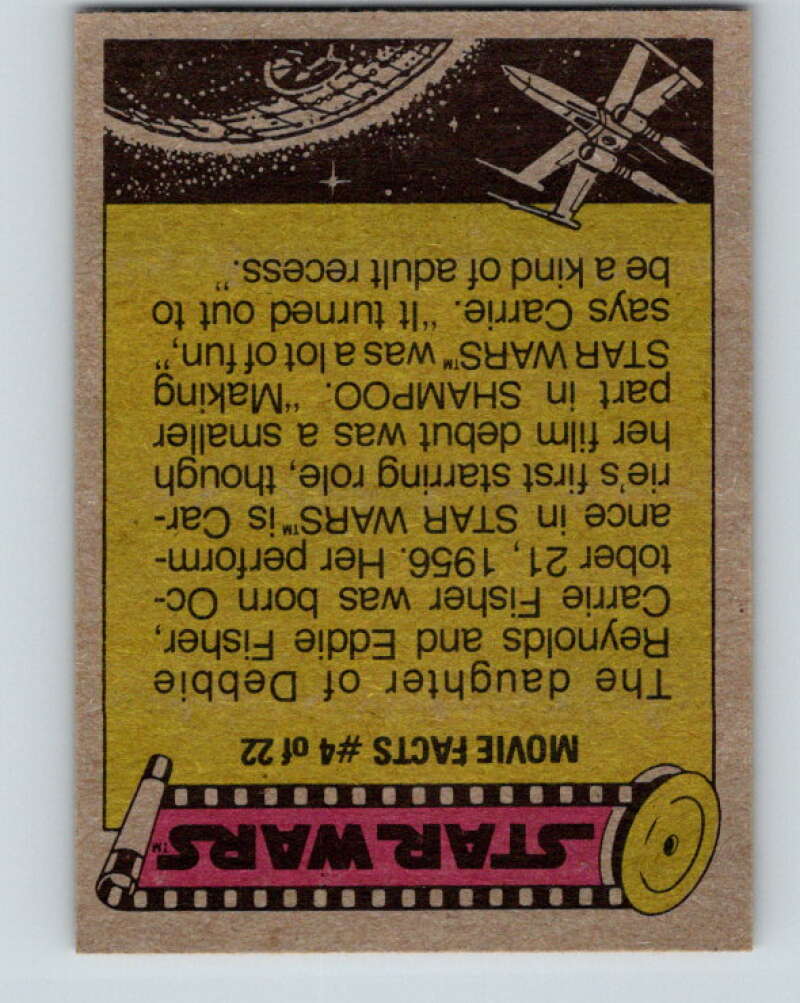 STAR WARS™
MOVIE FACTS #4 of 22
The daughter of Debbie
Reynolds and Eddie Fisher,
Carrie Fisher was born Oc-
tober 21, 1956. Her perform-
ance in STAR WARS™ is Car-
rie's first starring role, though
her film debut was a smaller
part in SHAMPOO. "Making
STAR WARS™ was a lot of fun,"
says Carrie. "It turned out to
be a kind of adult recess."